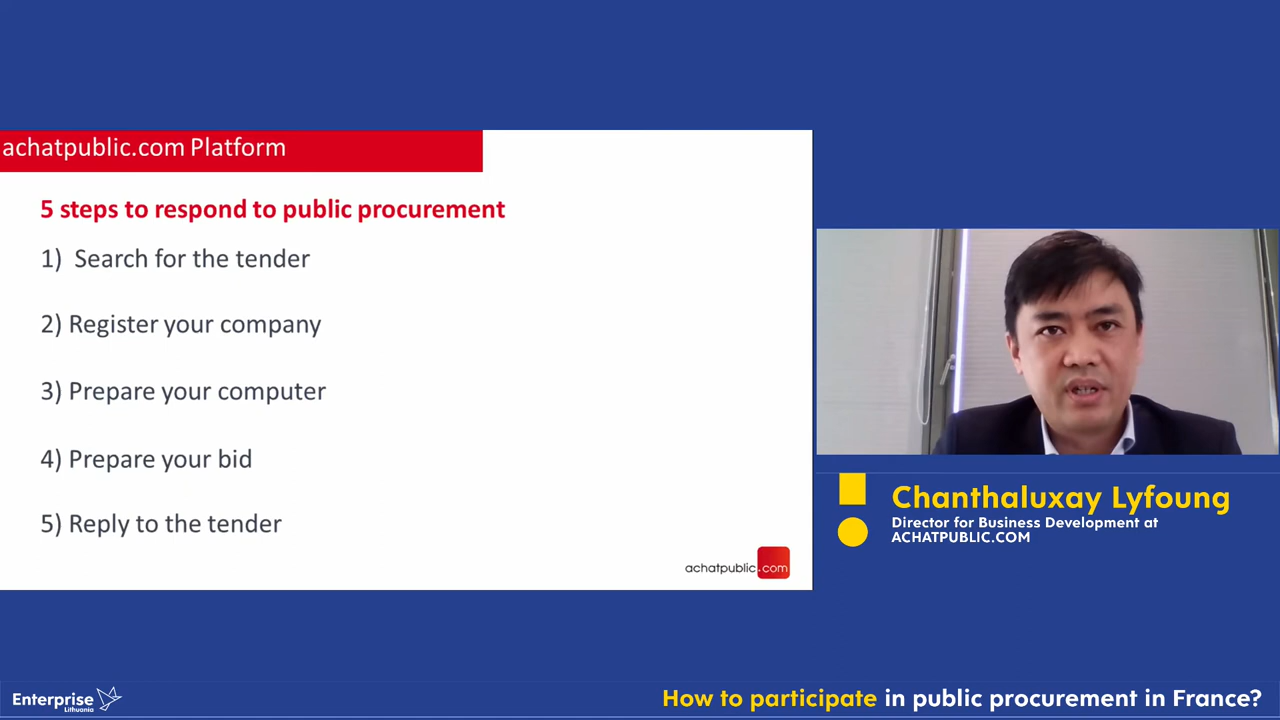 achatpublic.com Platform
5 steps to respond to public procurement
1) Search for the tender
2) Register your company
3) Prepare your computer
4) Prepare your bid
5) Reply to the tender
achatpublic.com
Chanthaluxay Lyfoung
Director for Business Development at
ACHATPUBLIC.COM
Enterprise
Lithuania
How to participate in public procurement in France?